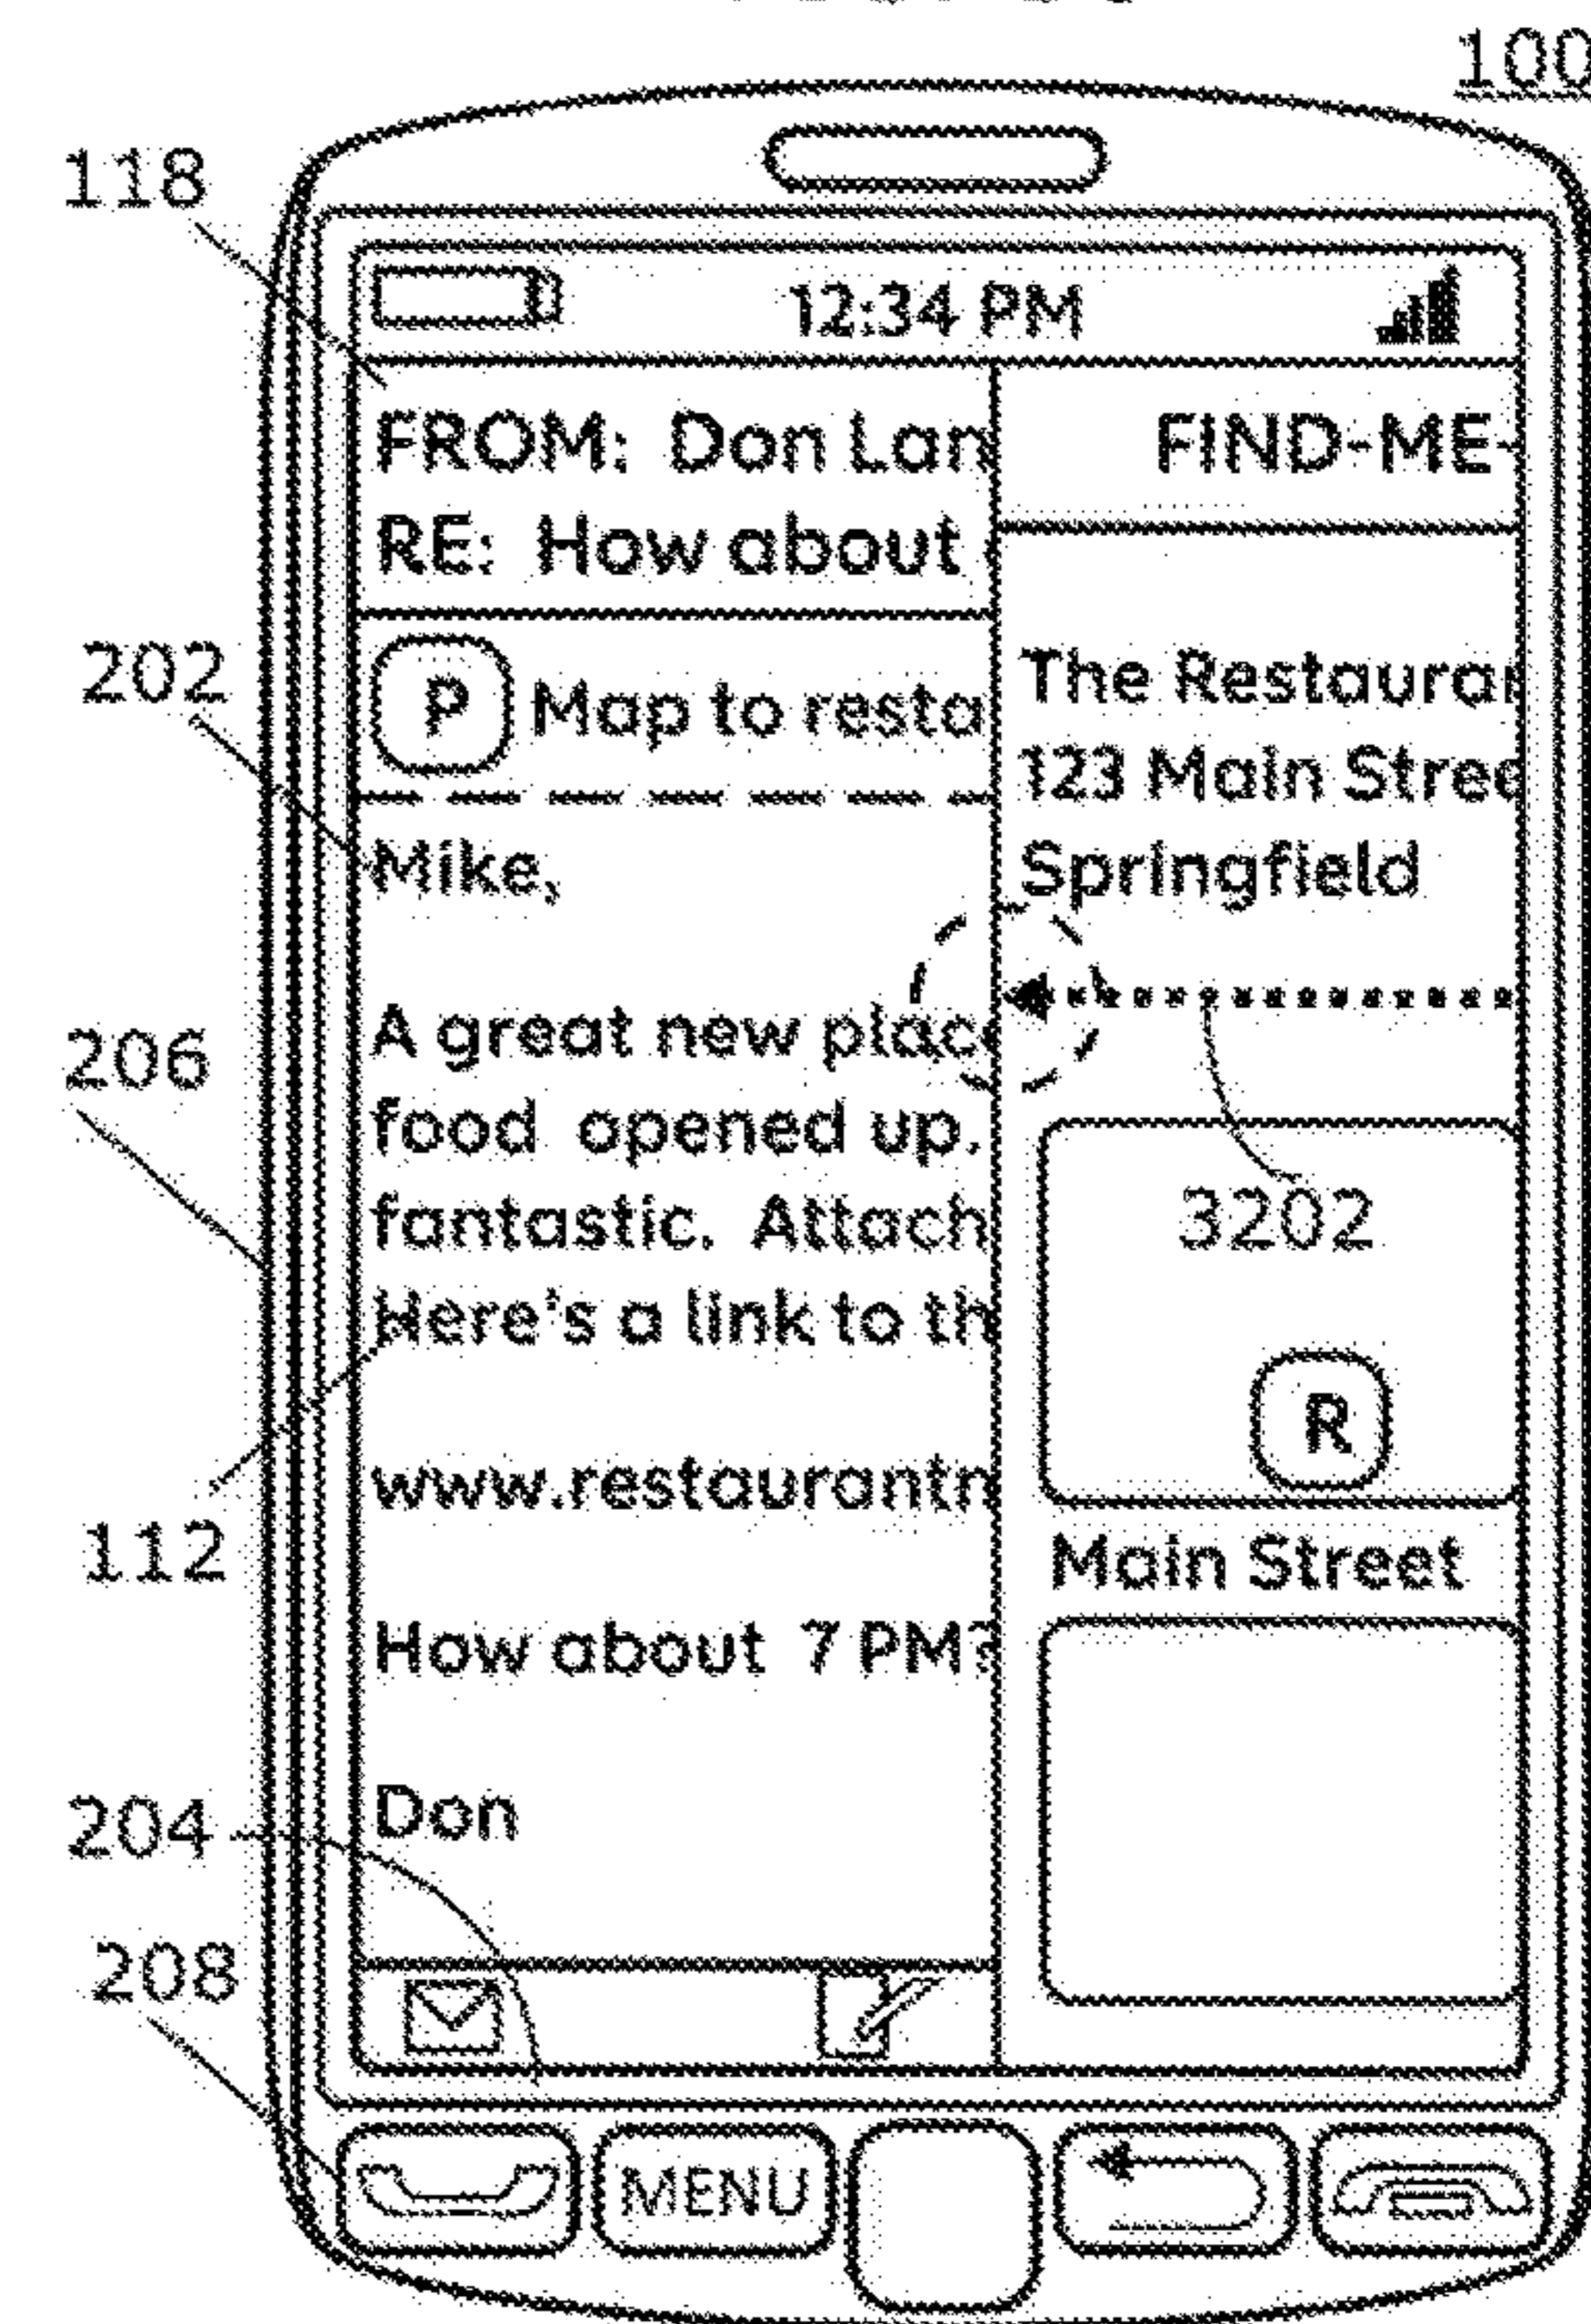 100
118
12:34 PM
FROM: Don Lan
RE: How about
FIND-ME-
202
P Map to resta
The Restaura
123 Main Stree
Springfield
Mike,
206
A great new place
food opened up.
fantastic. Attach
Here's a link to th
3202
R
www.restaurantn
112
Main Street
How about 7 PM?
204
Don
208
MENU